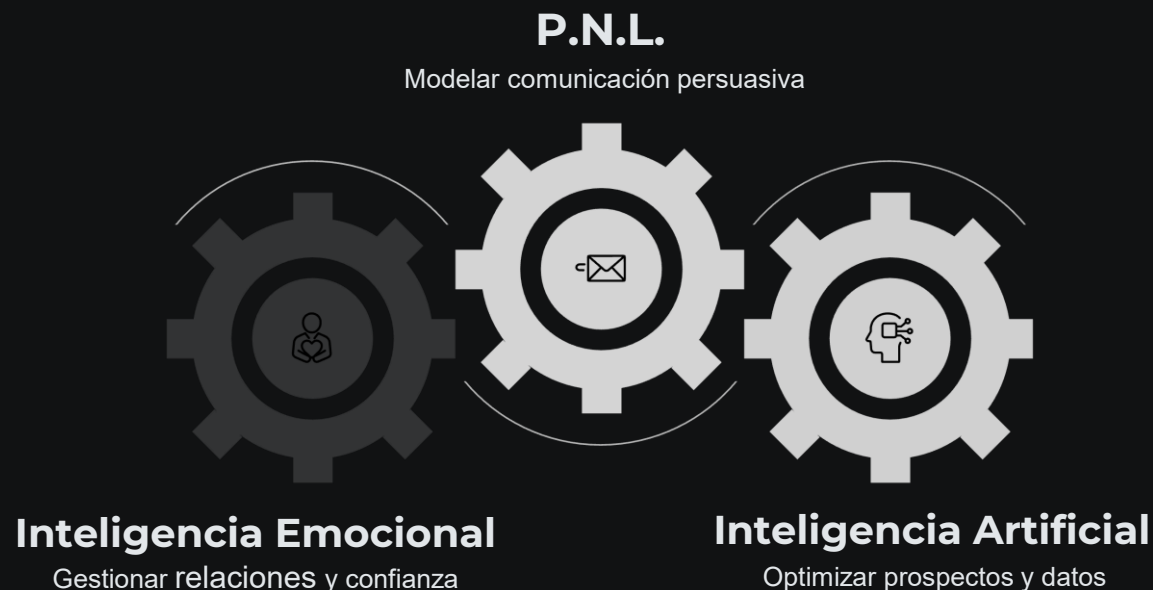 P.N.L.
Modelar comunicación persuasiva
Inteligencia Emocional
Gestionar relaciones y confianza
Inteligencia Artificial
Optimizar prospectos y datos